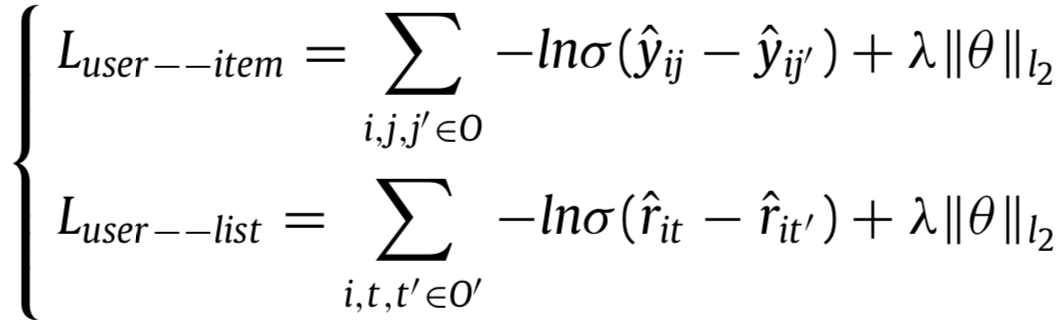 L_{user--item} = \sum_{i,j,j' \in O} -ln\sigma(\hat{y}_{ij} - \hat{y}_{ij'}) + \lambda \|\theta\|_{l_2}
L_{user--list} = \sum_{i,t,t' \in O'} -ln\sigma(\hat{r}_{it} - \hat{r}_{it'}) + \lambda \|\theta\|_{l_2}